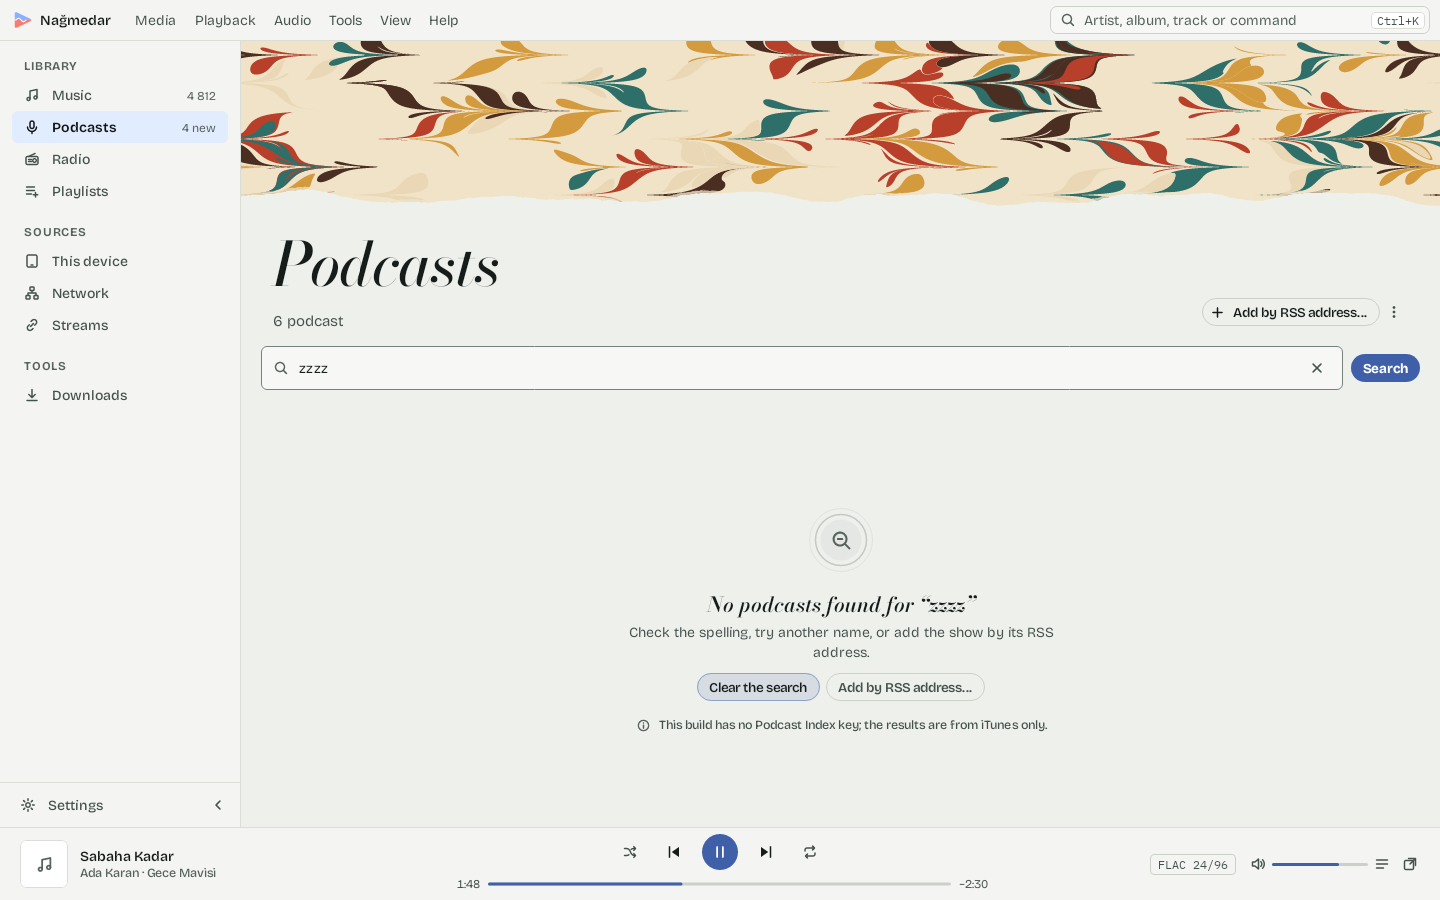 Nağmedar Media Playback Audio Tools View Help
Artist, album, track or command Ctrl+K
LIBRARY
Music 4 812
Podcasts 4 new
Radio
Playlists
SOURCES
This device
Network
Streams
TOOLS
Downloads
Settings
Podcasts
6 podcast
Add by RSS address...
zzzz
Search
No podcasts found for “zzzz”
Check the spelling, try another name, or add the show by its RSS
address.
Clear the search Add by RSS address...
This build has no Podcast Index key; the results are from iTunes only.
Sabaha Kadar
Ada Karan · Gece Mavisi
1:48 −2:30
FLAC 24/96